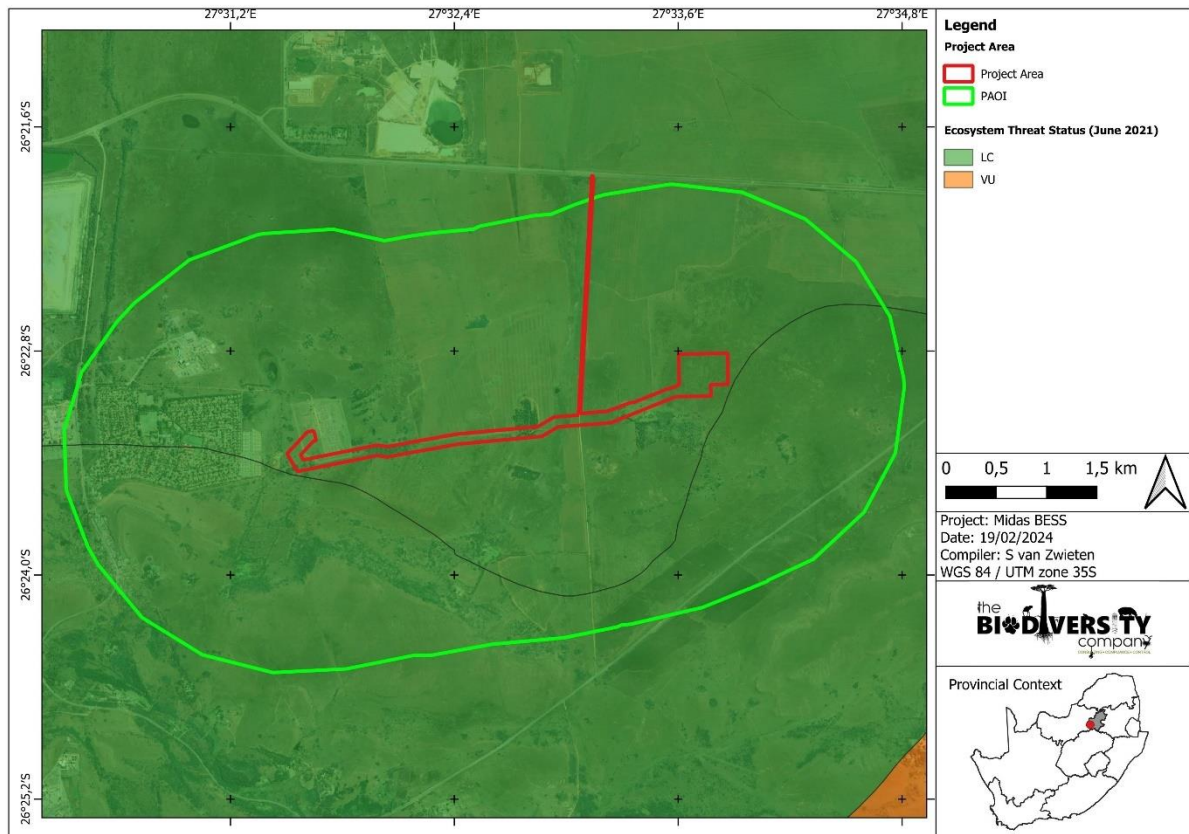 27°31,2'E
27°32,4'E
27°33,6'E
27°34,8'E
26°21,6'S
26°22,8'S
26°24,0'S
26°25,2'S
Legend
Project Area
Project Area
PAOI
Ecosystem Threat Status (June 2021)
LC
VU
0 0,5 1 1,5 km
Project: Midas BESS
Date: 19/02/2024
Compiler: S van Zwieten
WGS 84 / UTM zone 35S
the
BIODIVERSITY
company
Provincial Context